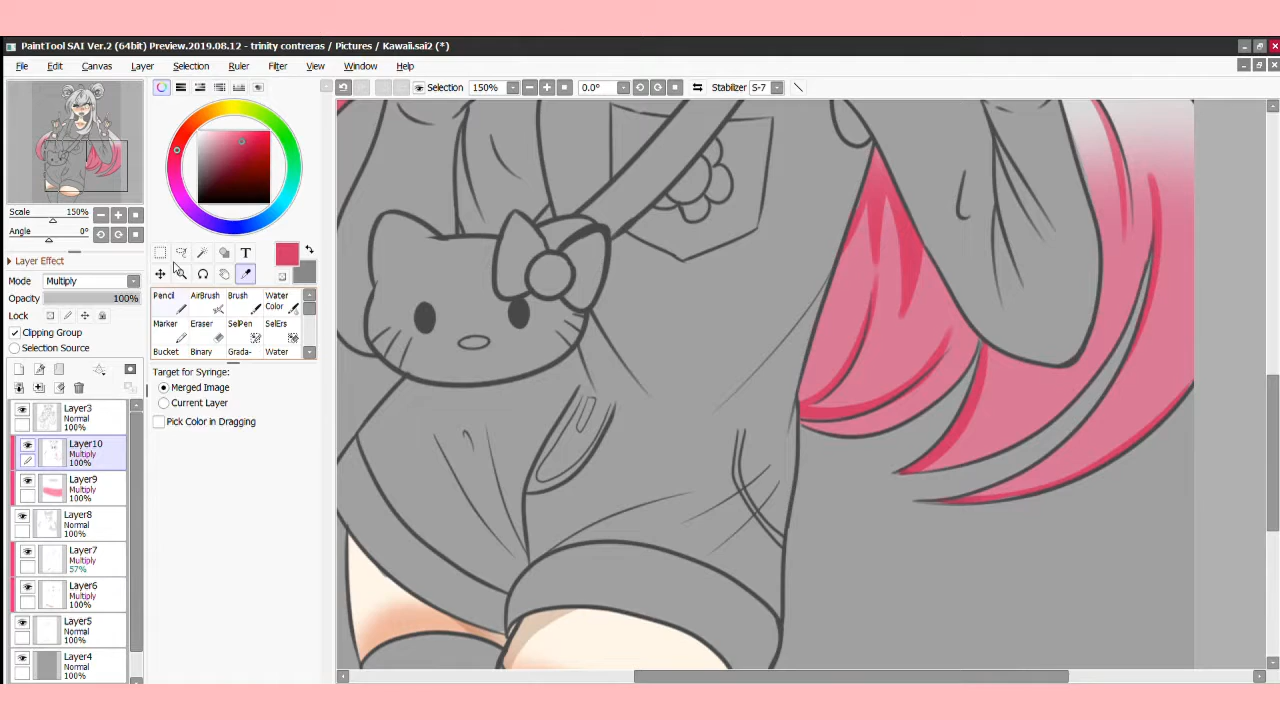 PaintTool SAI Ver.2 (64bit) Preview.2019.08.12 - trinity contreras / Pictures / Kawaii.sai2 (*)
File Edit Canvas Layer Selection Ruler Filter View Window Help
Selection 150% 0.0° Stabilizer S-7
Scale 150%
Angle 0°
Layer Effect
Mode Multiply
Opacity 100%
Lock
Clipping Group
Selection Source
T
Pencil AirBrush Brush Water Color
Marker Eraser SelPen SelErs
Bucket Binary Grada- Water
Target for Syringe:
Merged Image
Current Layer
Pick Color in Dragging
Layer3
Normal
100%
Layer10
Multiply
100%
Layer9
Multiply
100%
Layer8
Normal
100%
Layer7
Multiply
57%
Layer6
Multiply
100%
Layer5
Normal
100%
Layer4
Normal
100%